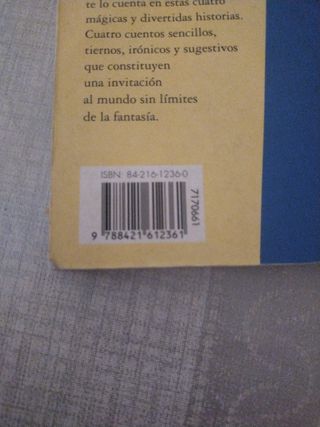 te lo cuenta en estas cuatro
mágicas y divertidas historias.
Cuatro cuentos sencillos,
tiernos, irónicos y sugestivos
que constituyen
una invitación
al mundo sin límites
de la fantasía.
ISBN: 84-216-1236-0
7170661
9 788421 612361